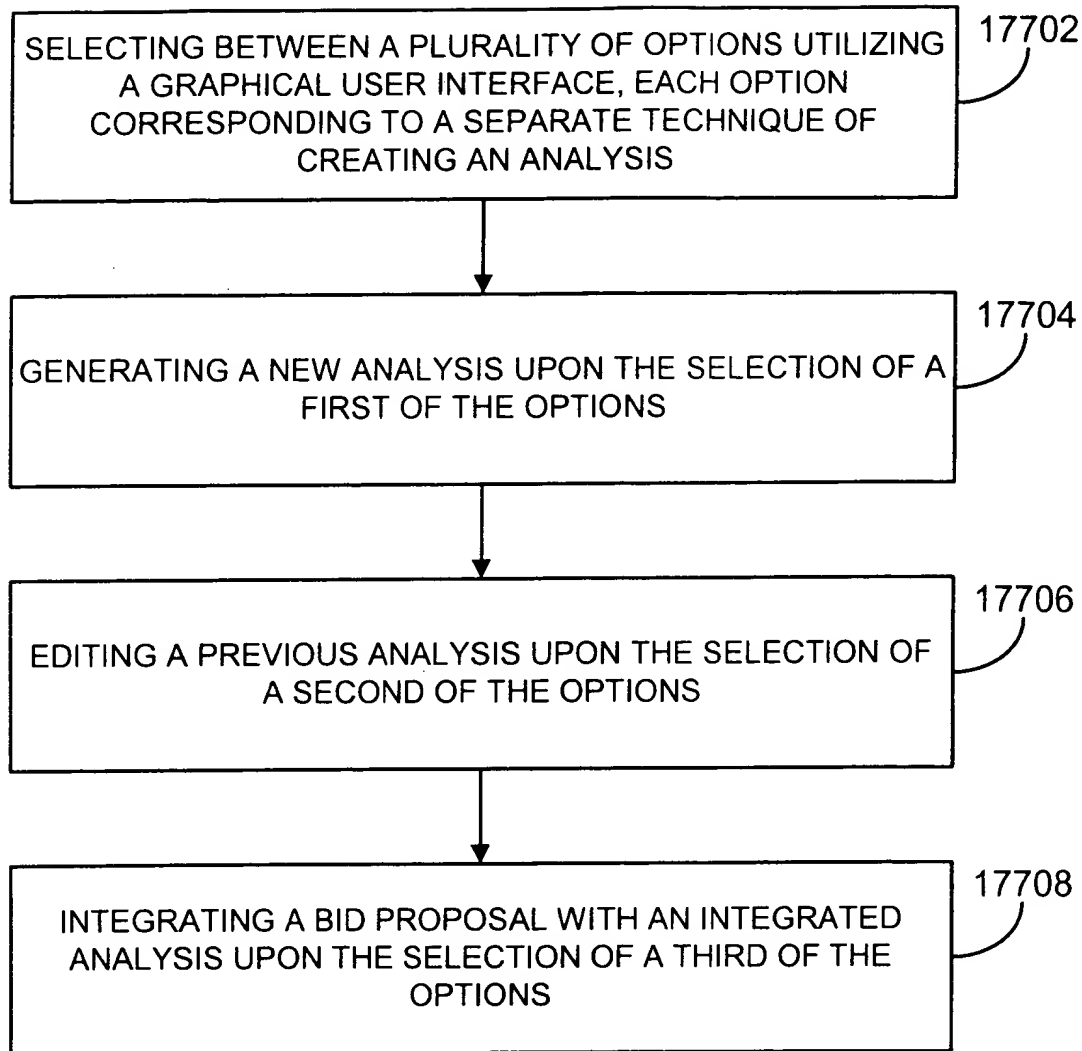 SELECTING BETWEEN A PLURALITY OF OPTIONS UTILIZING
A GRAPHICAL USER INTERFACE, EACH OPTION
CORRESPONDING TO A SEPARATE TECHNIQUE OF
CREATING AN ANALYSIS
17702
GENERATING A NEW ANALYSIS UPON THE SELECTION OF A
FIRST OF THE OPTIONS
17704
EDITING A PREVIOUS ANALYSIS UPON THE SELECTION OF
A SECOND OF THE OPTIONS
17706
INTEGRATING A BID PROPOSAL WITH AN INTEGRATED
ANALYSIS UPON THE SELECTION OF A THIRD OF THE
OPTIONS
17708